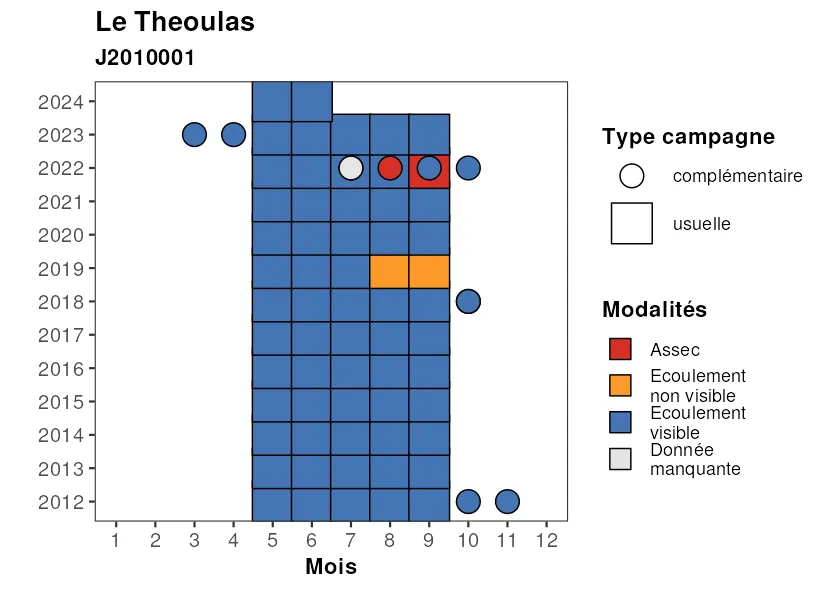 Le Theoulas
J2010001
2024
2023
2022
2021
2020
2019
2018
2017
2016
2015
2014
2013
2012
1 2 3 4 5 6 7 8 9 10 11 12
Mois
Type campagne
complémentaire
usuelle
Modalités
Assec
Ecoulement
non visible
Ecoulement
visible
Donnée
manquante